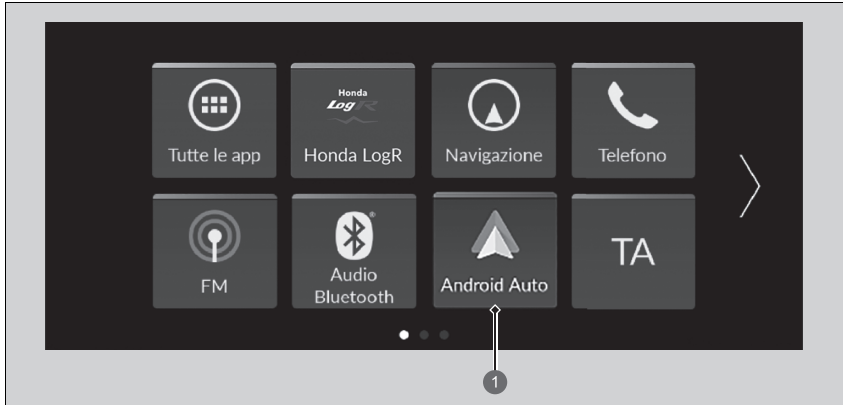 Honda
LogR
Tutte le app
Honda LogR
Navigazione
Telefono
FM
Audio
Bluetooth
Android Auto
TA
1